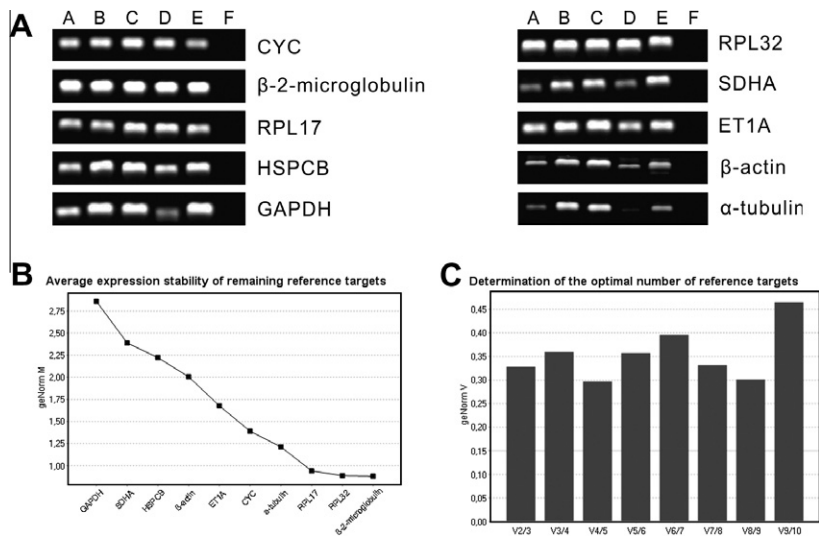 A
A B C D E F
CYC
β-2-microglobulin
RPL17
HSPCB
GAPDH
A B C D E F
RPL32
SDHA
ET1A
β-actin
α-tubulin
B
Average expression stability of remaining reference targets
geNorm M
2,75
2,50
2,25
2,00
1,75
1,50
1,25
1,00
GAPDH
SDHA
HSPCB
β-actin
ET1A
CYC
α-tubulin
RPL17
RPL32
β-2-microglobulin
C
Determination of the optimal number of reference targets
geNorm V
0,45
0,40
0,35
0,30
0,25
0,20
0,15
0,10
0,05
0,00
V2/3 V3/4 V4/5 V5/6 V6/7 V7/8 V8/9 V9/10